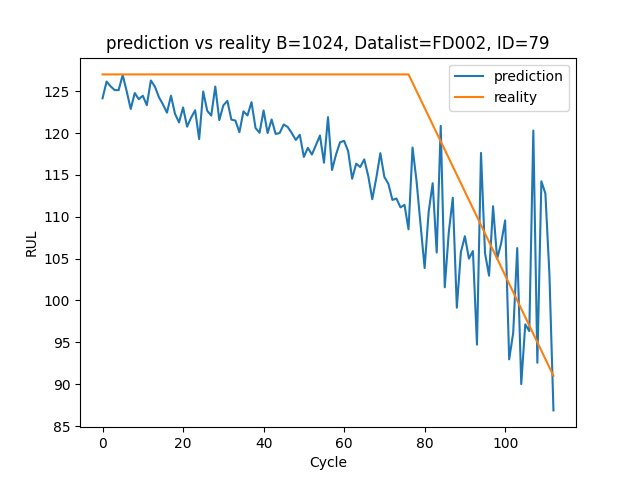 prediction vs reality B=1024, Datalist=FD002, ID=79
prediction
reality
RUL
125
120
115
110
105
100
95
90
85
0 20 40 60 80 100
Cycle